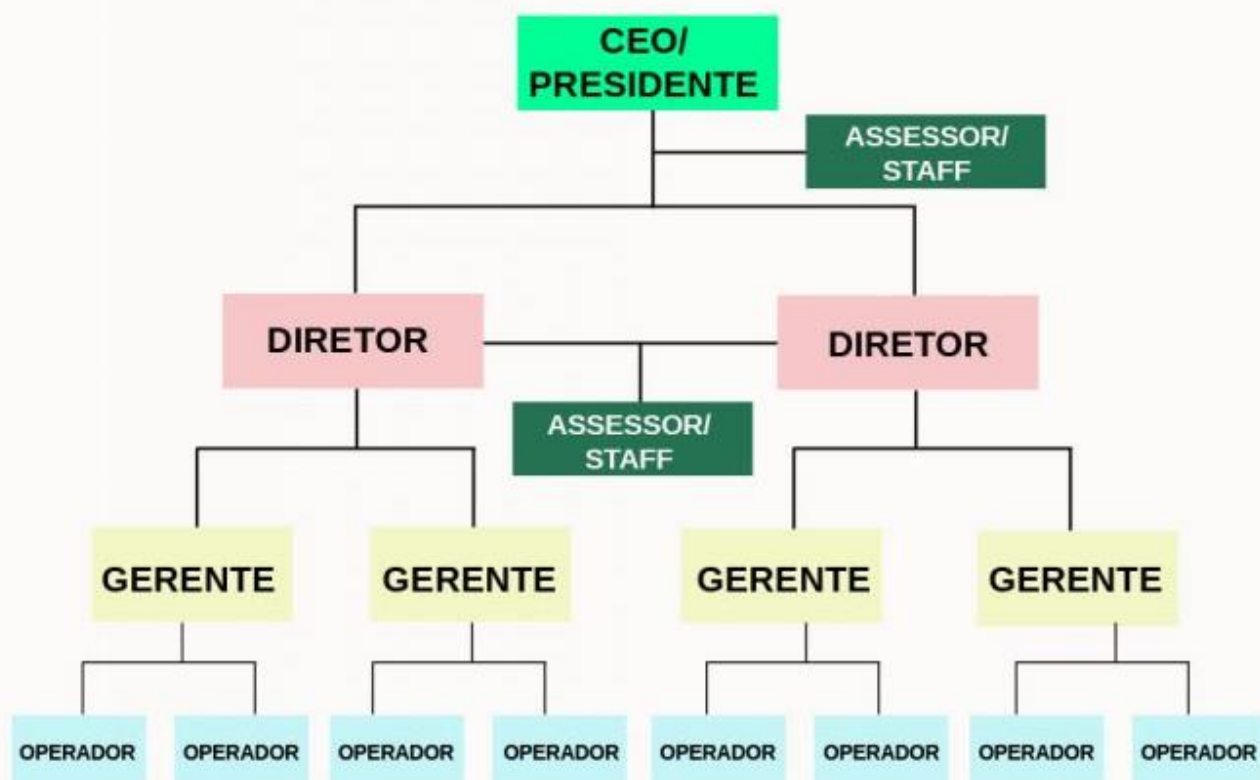 CEO/
PRESIDENTE
ASSESSOR/
STAFF
DIRETOR
DIRETOR
ASSESSOR/
STAFF
GERENTE
GERENTE
GERENTE
GERENTE
OPERADOR
OPERADOR
OPERADOR
OPERADOR
OPERADOR
OPERADOR
OPERADOR
OPERADOR